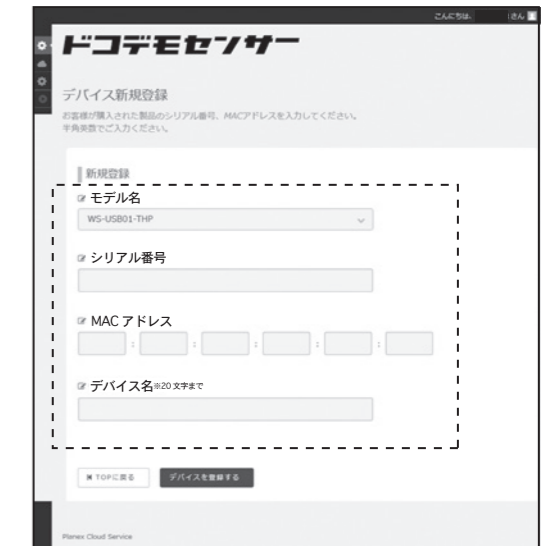 こんにちは、
さん
ドコデモセンサー
デバイス新規登録
お客様が購入された製品のシリアル番号、MACアドレスを入力してください。
半角英数でご入力ください。
新規登録
モデル名
WS-USB01-THP
シリアル番号
MAC アドレス
: : : : :
デバイス名※20文字まで
TOPに戻る
デバイスを登録する
Planex Cloud Service